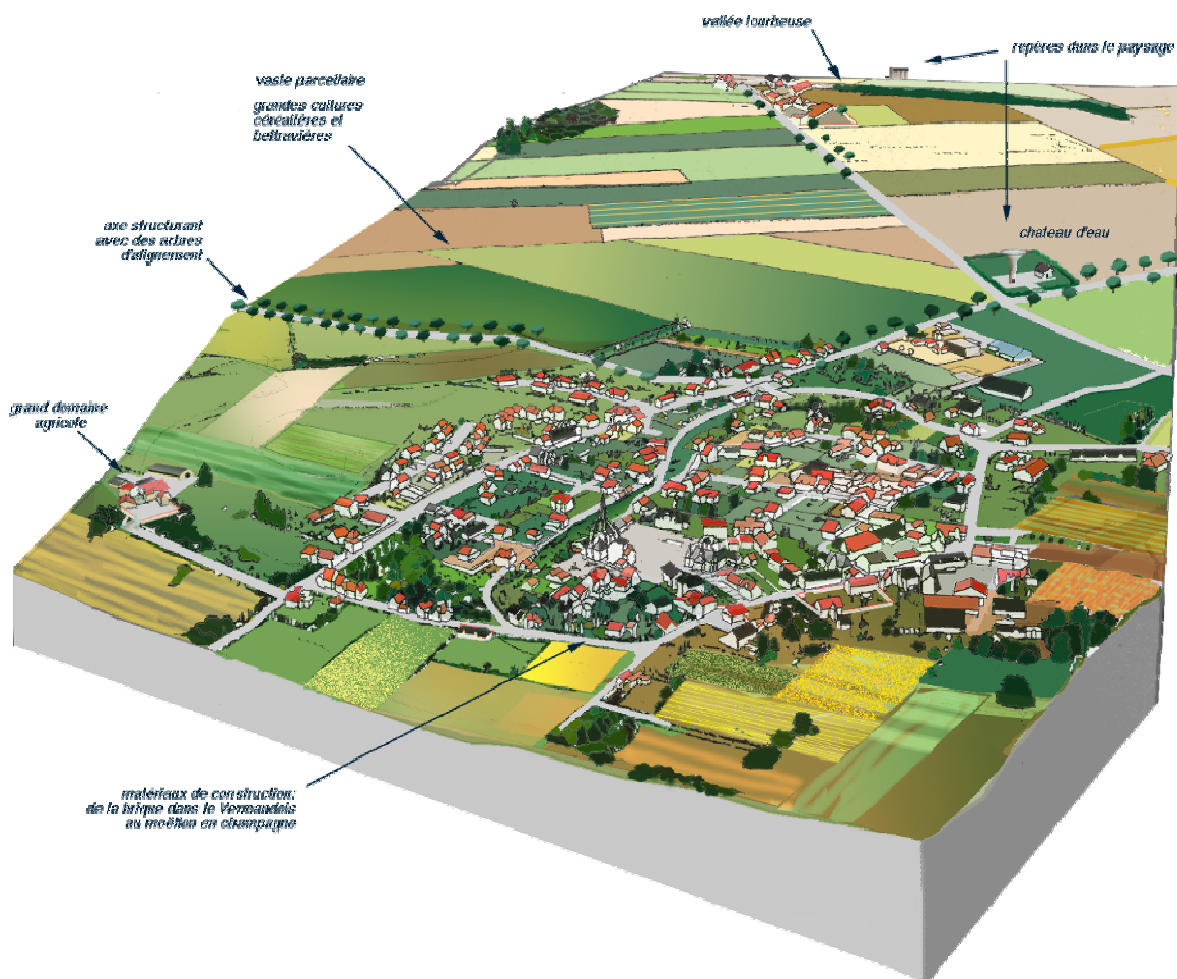 vallée tourbeuse
repères dans le paysage
vaste parcellaire
grandes cultures
céréalières et
bettravières
axe structurant
avec des arbres
d'alignement
chateau d'eau
grand domaine
agricole
matériaux de construction:
de la brique dans le Vermandois
au moëllon en champagne